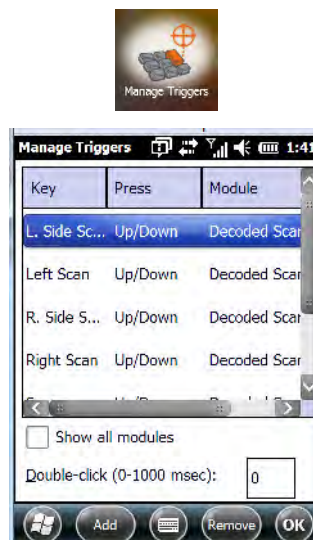 Manage Triggers
Manage Triggers 1:41
Key Press Module
L. Side Sc... Up/Down Decoded Scan
Left Scan Up/Down Decoded Scan
R. Side S... Up/Down Decoded Scan
Right Scan Up/Down Decoded Scan
Show all modules
Double-click (0-1000 msec): 0
Add Remove OK